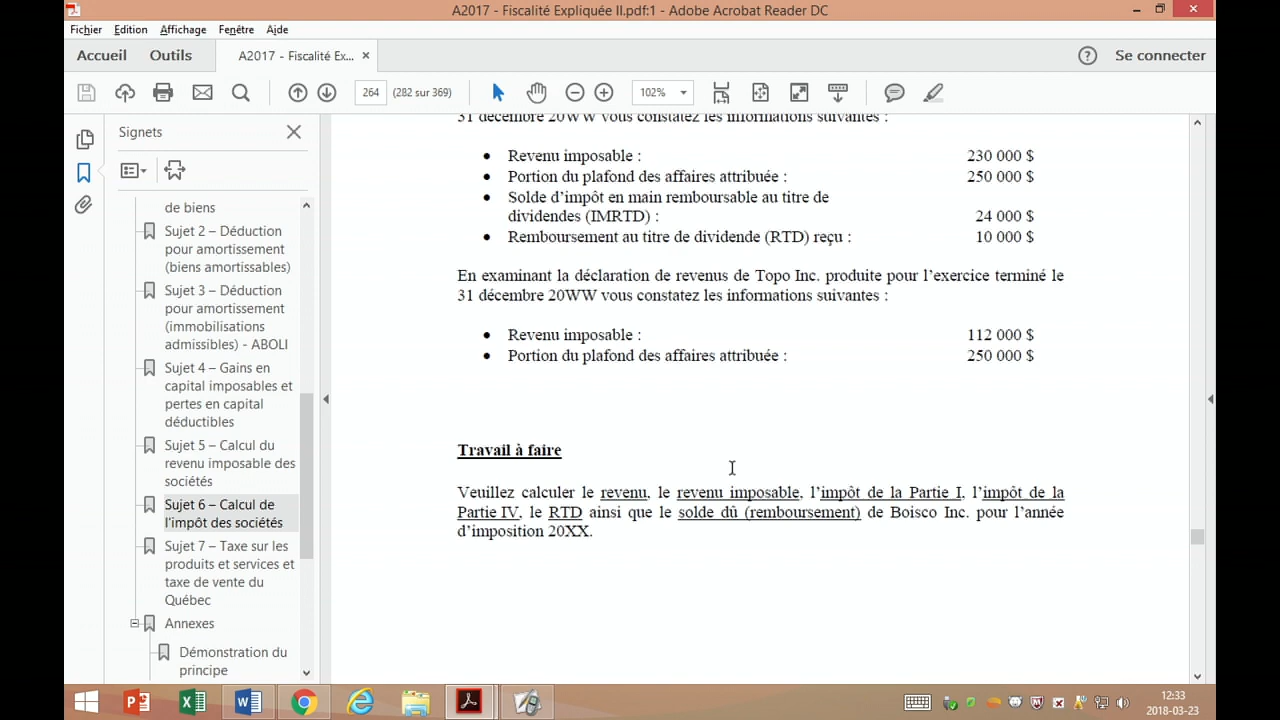 A2017 - Fiscalité Expliquée II.pdf:1 - Adobe Acrobat Reader DC
Fichier Edition Affichage Fenêtre Aide
Accueil Outils A2017 - Fiscalité Ex... × Se connecter
264 (282 sur 369) 102%
Signets
de biens
Sujet 2 – Déduction
pour amortissement
(biens amortissables)
Sujet 3 – Déduction
pour amortissement
(immobilisations
admissibles) - ABOLI
Sujet 4 – Gains en
capital imposables et
pertes en capital
déductibles
Sujet 5 – Calcul du
revenu imposable des
sociétés
Sujet 6 – Calcul de
l'impôt des sociétés
Sujet 7 – Taxe sur les
produits et services et
taxe de vente du
Québec
Annexes
Démonstration du
principe
31 décembre 20WW vous constatez les informations suivantes :
• Revenu imposable : 230 000 $
• Portion du plafond des affaires attribuée : 250 000 $
• Solde d'impôt en main remboursable au titre de
dividendes (IMRTD) : 24 000 $
• Remboursement au titre de dividende (RTD) reçu : 10 000 $
En examinant la déclaration de revenus de Topo Inc. produite pour l'exercice terminé le
31 décembre 20WW vous constatez les informations suivantes :
• Revenu imposable : 112 000 $
• Portion du plafond des affaires attribuée : 250 000 $
Travail à faire
Veuillez calculer le revenu, le revenu imposable, l'impôt de la Partie I, l'impôt de la
Partie IV, le RTD ainsi que le solde dû (remboursement) de Boisco Inc. pour l'année
d'imposition 20XX.
12:33
2018-03-23